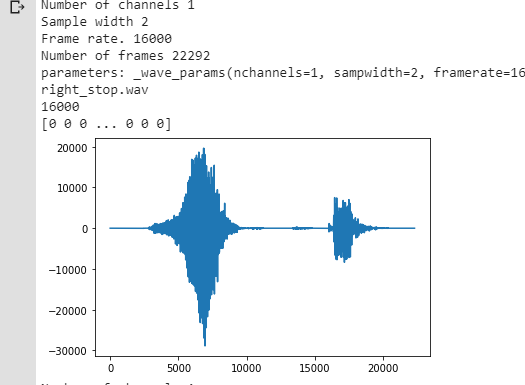 Number of channels 1
Sample width 2
Frame rate. 16000
Number of frames 22292
parameters: _wave_params(nchannels=1, sampwidth=2, framerate=16
right_stop.wav
16000
[0 0 0 ... 0 0 0]
20000
10000
0
−10000
−20000
−30000
0 5000 10000 15000 20000